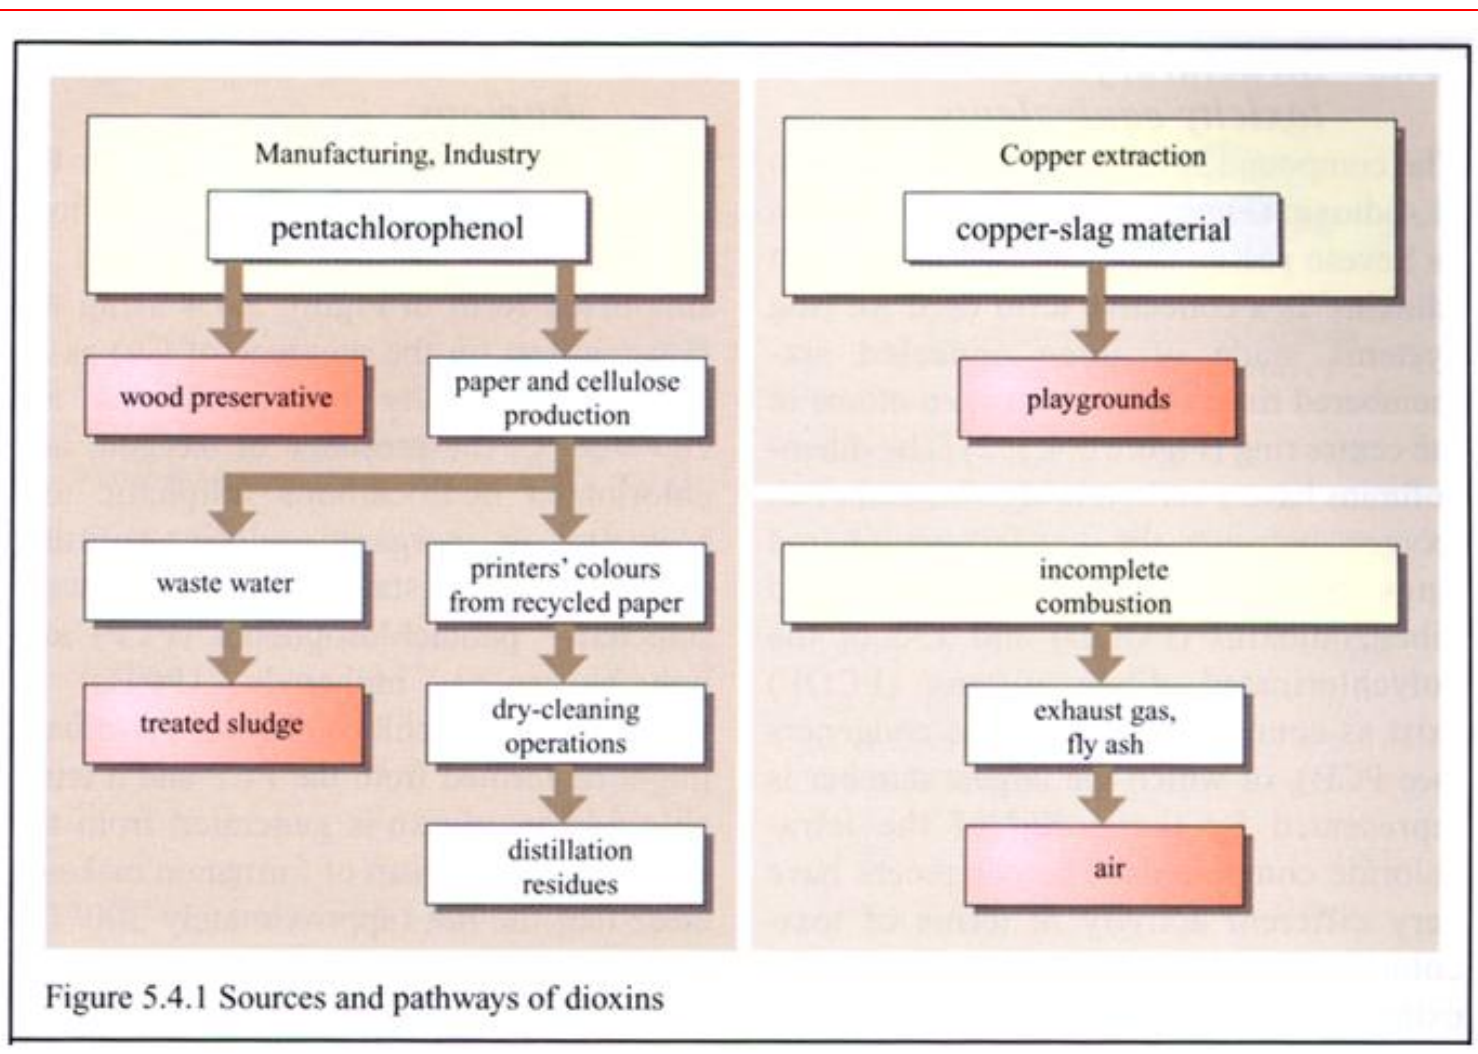 Manufacturing, Industry
pentachlorophenol
wood preservative
paper and cellulose
production
waste water
printers' colours
from recycled paper
treated sludge
dry-cleaning
operations
distillation
residues
Copper extraction
copper-slag material
playgrounds
incomplete
combustion
exhaust gas,
fly ash
air
Figure 5.4.1 Sources and pathways of dioxins